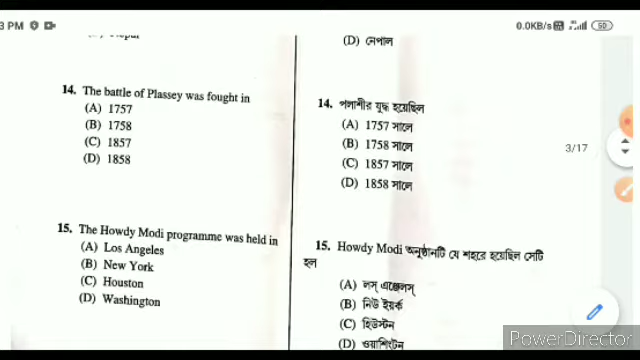 3 PM
0.0KB/s
50
(D) নেপাল
14. The battle of Plassey was fought in
(A) 1757
(B) 1758
(C) 1857
(D) 1858
15. The Howdy Modi programme was held in
(A) Los Angeles
(B) New York
(C) Houston
(D) Washington
14. পলাশীর যুদ্ধ হয়েছিল
(A) 1757 সালে
(B) 1758 সালে
(C) 1857 সালে
(D) 1858 সালে
15. Howdy Modi অনুষ্ঠানটি যে শহরে হয়েছিল সেটি
হল
(A) লস্ এঞ্জেলস্
(B) নিউ ইয়র্ক
(C) হিউস্টন
(D) ওয়াশিংটন
3/17
PowerDirector